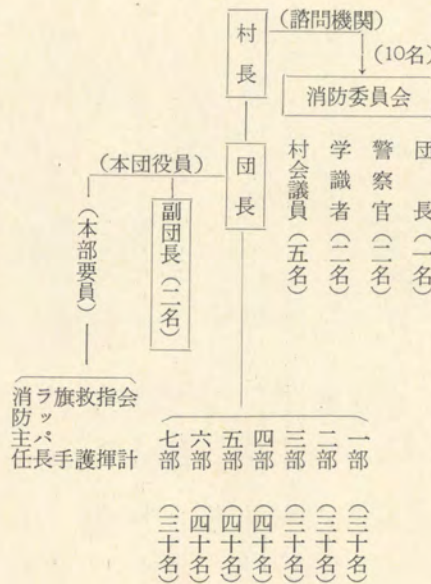 村長
(諮問機関)
(10名)
消防委員会
団長(一名)
警察官(二名)
学識者(二名)
村会議員(五名)
団長
(本団役員)
副団長(二名)
(本部要員)
会計
指揮
救護
旗手
ラッパ長
消防主任
一部(三十名)
二部(三十名)
三部(三十名)
四部(四十名)
五部(四十名)
六部(四十名)
七部(三十名)